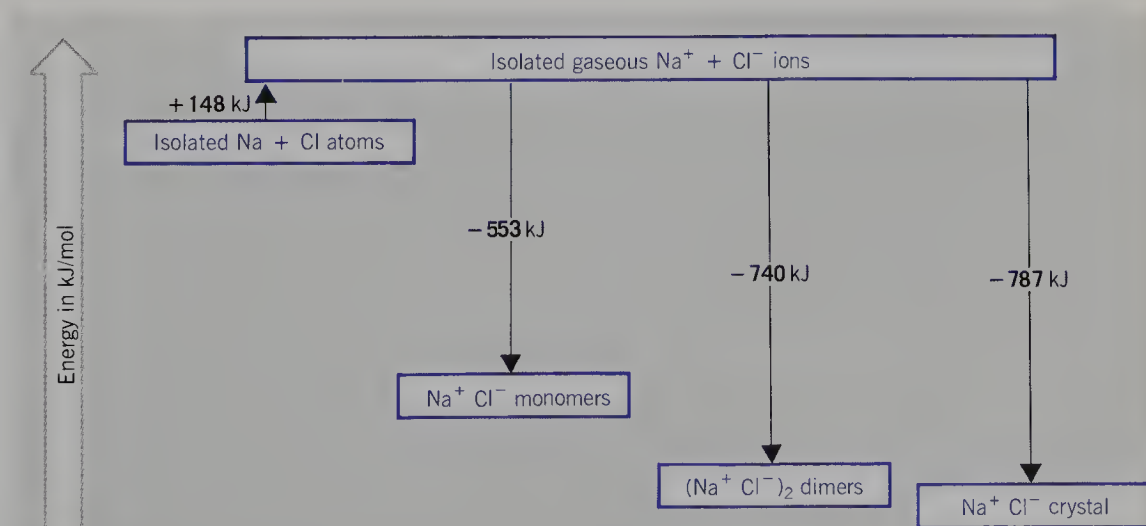 Isolated gaseous Na⁺ + Cl⁻ ions
+148 kJ
Isolated Na + Cl atoms
−553 kJ
−740 kJ
−787 kJ
Energy in kJ/mol
Na⁺ Cl⁻ monomers
(Na⁺ Cl⁻)₂ dimers
Na⁺ Cl⁻ crystal